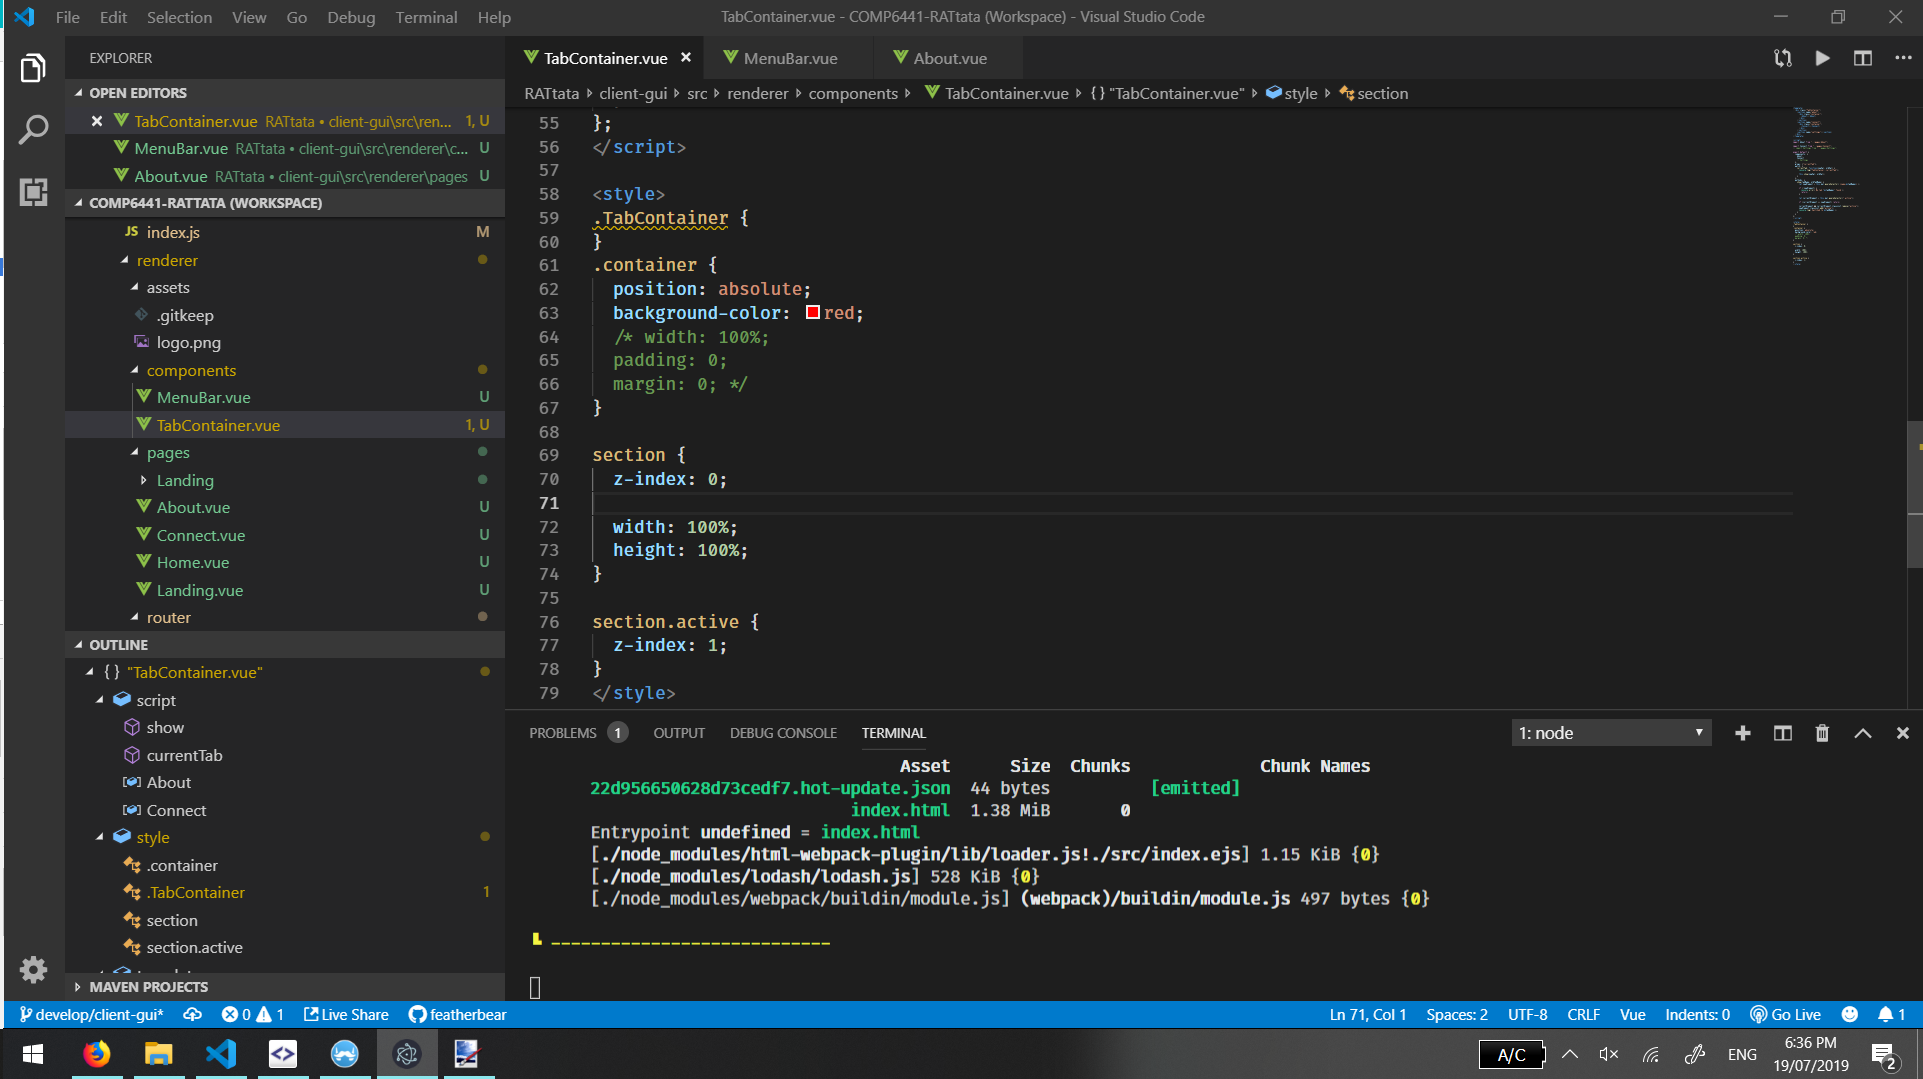 File Edit Selection View Go Debug Terminal Help
TabContainer.vue - COMP6441-RATtata (Workspace) - Visual Studio Code
EXPLORER
OPEN EDITORS
TabContainer.vue RATtata • client-gui\src\ren... 1, U
MenuBar.vue RATtata • client-gui\src\renderer\c... U
About.vue RATtata • client-gui\src\renderer\pages U
COMP6441-RATTATA (WORKSPACE)
JS index.js M
renderer
assets
.gitkeep
logo.png
components
MenuBar.vue U
TabContainer.vue 1, U
pages
Landing
About.vue U
Connect.vue U
Home.vue U
Landing.vue U
router
OUTLINE
{ } "TabContainer.vue"
script
show
currentTab
About
Connect
style
.container
.TabContainer 1
section
section.active
MAVEN PROJECTS
TabContainer.vue MenuBar.vue About.vue
RATtata client-gui src renderer components TabContainer.vue { } "TabContainer.vue" style section
55 };
56 </script>
57
58 <style>
59 .TabContainer {
60 }
61 .container {
62 position: absolute;
63 background-color: red;
64 /* width: 100%;
65 padding: 0;
66 margin: 0; */
67 }
68
69 section {
70 z-index: 0;
71
72 width: 100%;
73 height: 100%;
74 }
75
76 section.active {
77 z-index: 1;
78 }
79 </style>
PROBLEMS 1 OUTPUT DEBUG CONSOLE TERMINAL 1: node
Asset Size Chunks Chunk Names
22d956650628d73cedf7.hot-update.json 44 bytes [emitted]
index.html 1.38 MiB 0
Entrypoint undefined = index.html
[./node_modules/html-webpack-plugin/lib/loader.js!./src/index.ejs] 1.15 KiB {0}
[./node_modules/lodash/lodash.js] 528 KiB {0}
[./node_modules/webpack/buildin/module.js] (webpack)/buildin/module.js 497 bytes {0}
┗ ----------------------------
develop/client-gui* 0 1 Live Share featherbear Ln 71, Col 1 Spaces: 2 UTF-8 CRLF Vue Indents: 0 Go Live 1
A/C ENG 6:36 PM
19/07/2019 2